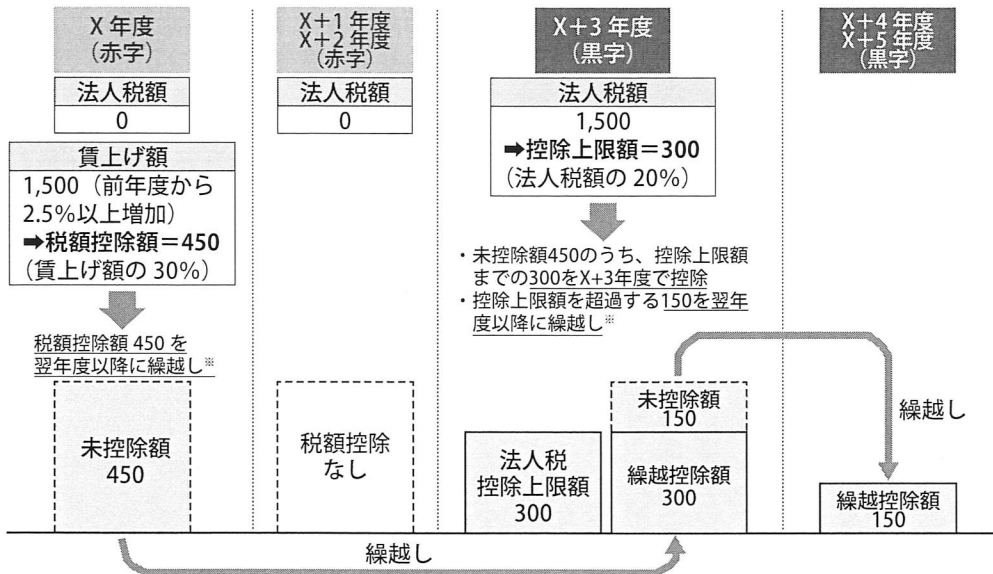 X 年度
(赤字)
法人税額
0
賃上げ額
1,500(前年度から
2.5%以上増加)
➡税額控除額=450
(賃上げ額の 30%)
税額控除額 450 を
翌年度以降に繰越し※
未控除額
450
X+1 年度
X+2 年度
(赤字)
法人税額
0
税額控除
なし
X+3 年度
(黒字)
法人税額
1,500
➡控除上限額=300
(法人税額の 20%)
・未控除額450のうち、控除上限額
までの300をX+3年度で控除
・控除上限額を超過する150を翌年
度以降に繰越し※
法人税
控除上限額
300
未控除額
150
繰越控除額
300
X+4 年度
X+5 年度
(黒字)
繰越し
繰越控除額
150
繰越し